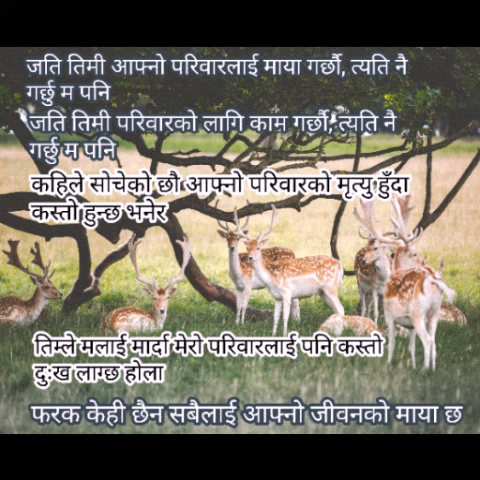 जति तिमी आफ्नो परिवारलाई माया गर्छौ, त्यति नै
गर्छु म पनि
जति तिमी परिवारको लागि काम गर्छौ, त्यति नै
गर्छु म पनि
कहिले सोचेको छौ आफ्नो परिवारको मृत्यु हुँदा
कस्तो हुन्छ भनेर
तिम्ले मलाई मार्दा मेरो परिवारलाई पनि कस्तो
दुःख लाग्छ होला
फरक केही छैन सबैलाई आफ्नो जीवनको माया छ